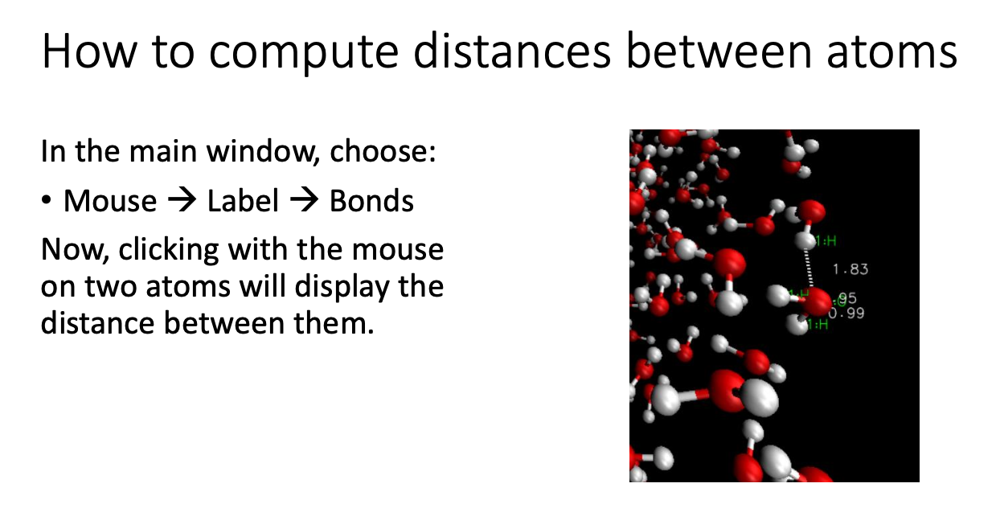 How to compute distances between atoms
In the main window, choose:
• Mouse → Label → Bonds
Now, clicking with the mouse
on two atoms will display the
distance between them.
1:H
1.83
1:H
.95
0.99
1:H